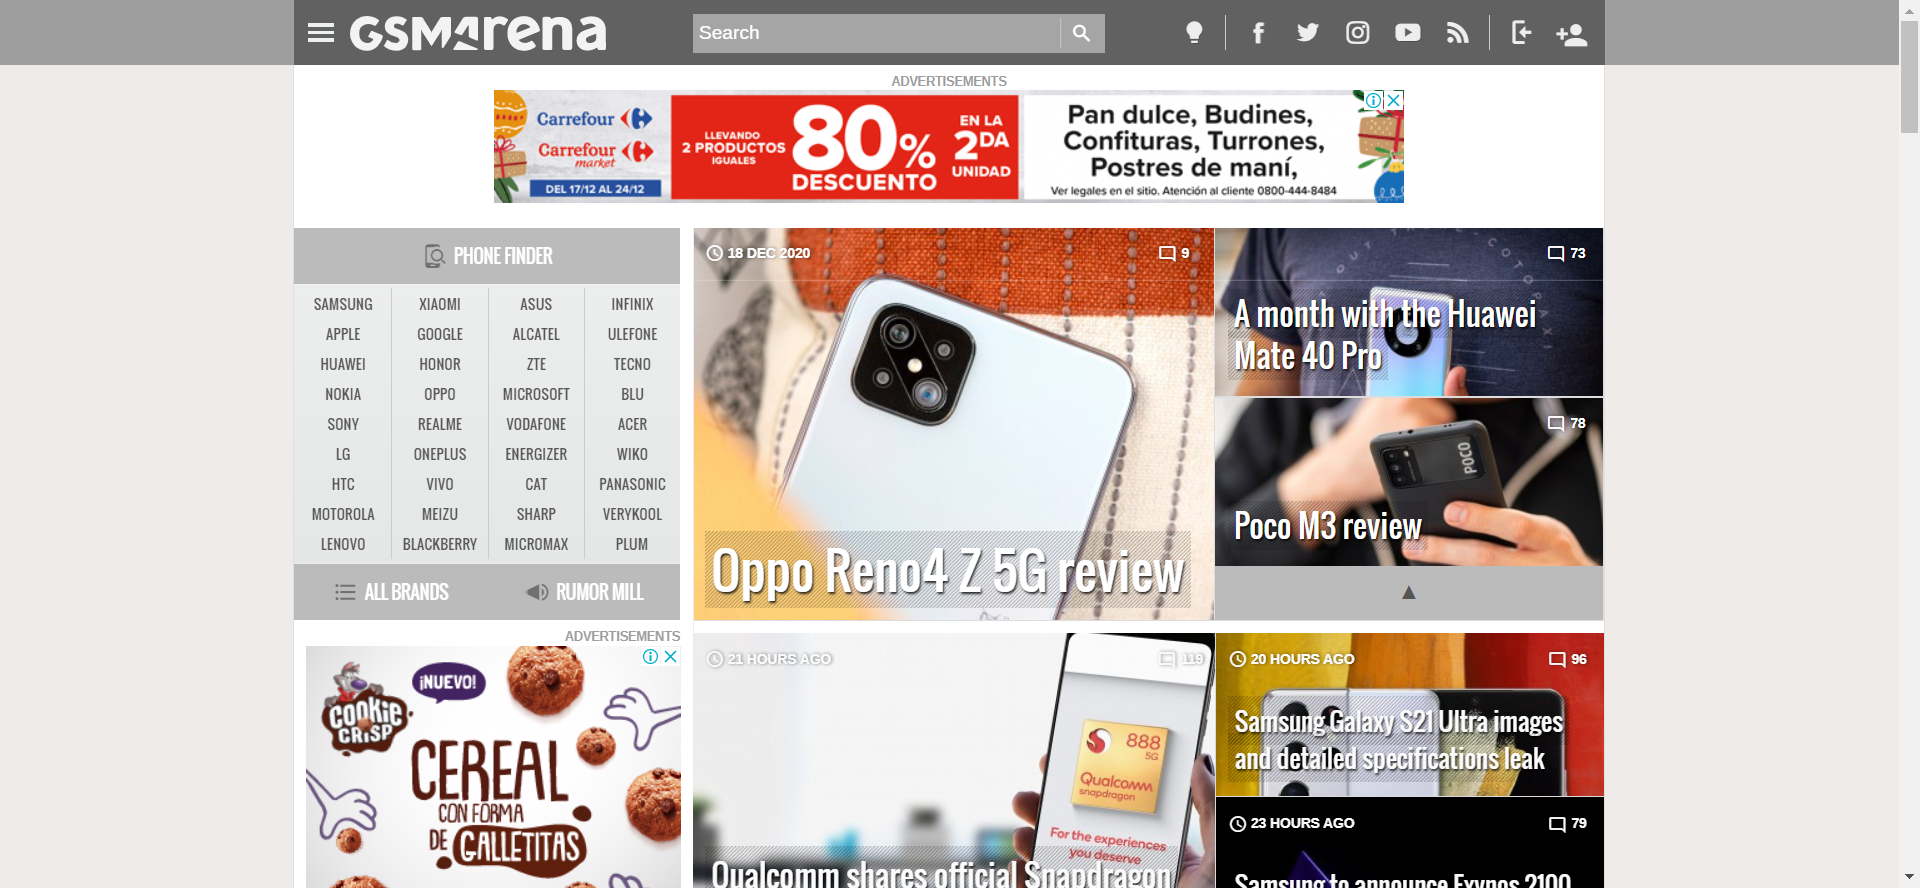 GSMArena
Search
ADVERTISEMENTS
Carrefour
Carrefour
market
DEL 17/12 AL 24/12
LLEVANDO
2 PRODUCTOS
IGUALES
80%
DESCUENTO
EN LA
2DA
UNIDAD
Pan dulce, Budines,
Confituras, Turrones,
Postres de maní,
Ver legales en el sitio. Atención al cliente 0800-444-8484
PHONE FINDER
SAMSUNG XIAOMI ASUS INFINIX
APPLE GOOGLE ALCATEL ULEFONE
HUAWEI HONOR ZTE TECNO
NOKIA OPPO MICROSOFT BLU
SONY REALME VODAFONE ACER
LG ONEPLUS ENERGIZER WIKO
HTC VIVO CAT PANASONIC
MOTOROLA MEIZU SHARP VERYKOOL
LENOVO BLACKBERRY MICROMAX PLUM
ALL BRANDS RUMOR MILL
18 DEC 2020 9
Oppo Reno4 Z 5G review
73
A month with the Huawei
Mate 40 Pro
78
POCO
Poco M3 review
ADVERTISEMENTS
¡NUEVO!
COOKIE
CRISP
CEREAL
CON FORMA
DE GALLETITAS
21 HOURS AGO 119
888
5G
Qualcomm
snapdragon
For the experiences
you deserve
Qualcomm shares official Snapdragon
20 HOURS AGO 96
Samsung Galaxy S21 Ultra images
and detailed specifications leak
23 HOURS AGO 79
Samsung to announce Exynos 2100